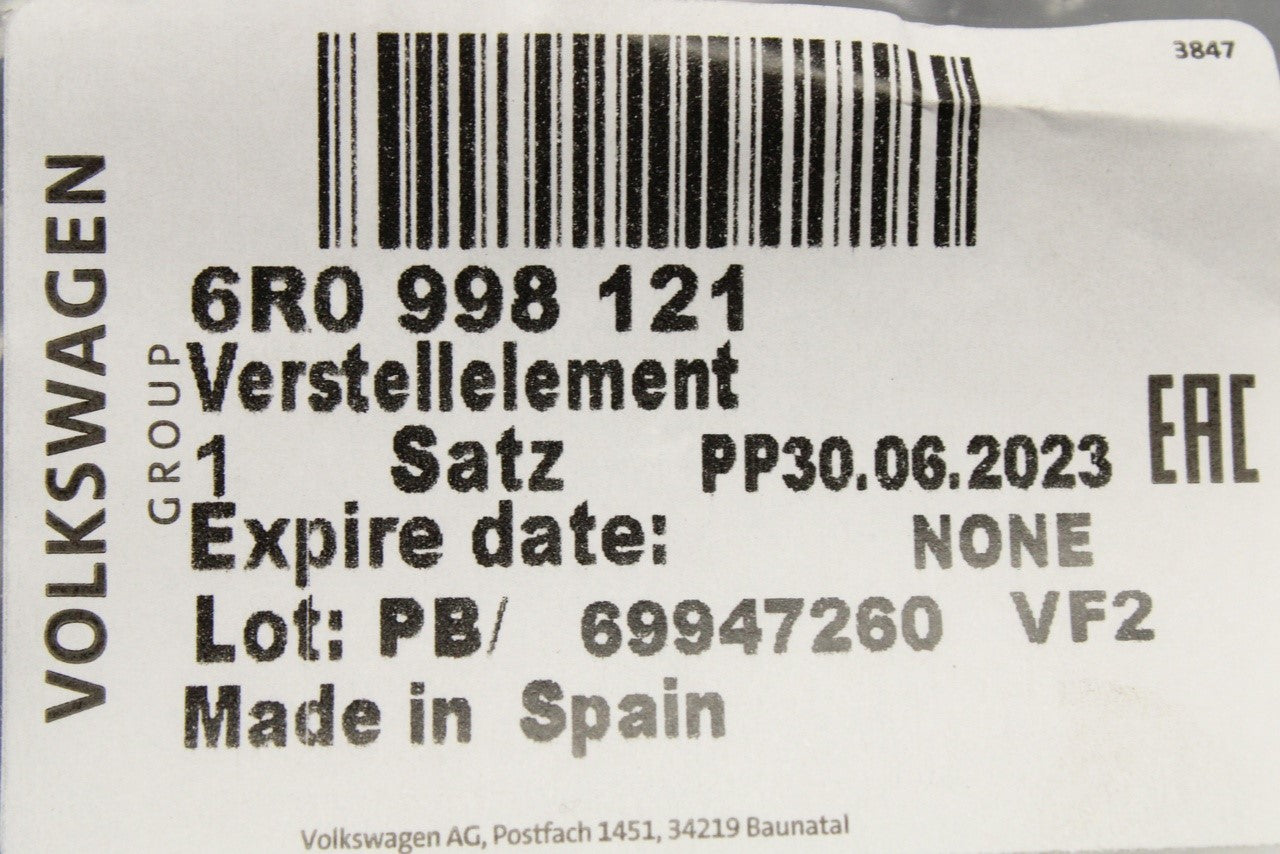 3847
VOLKSWAGEN
GROUP
6R0 998 121
Verstellelement
1 Satz PP30.06.2023
EAC
Expire date: NONE
Lot: PB/ 69947260 VF2
Made in Spain
Volkswagen AG, Postfach 1451, 34219 Baunatal